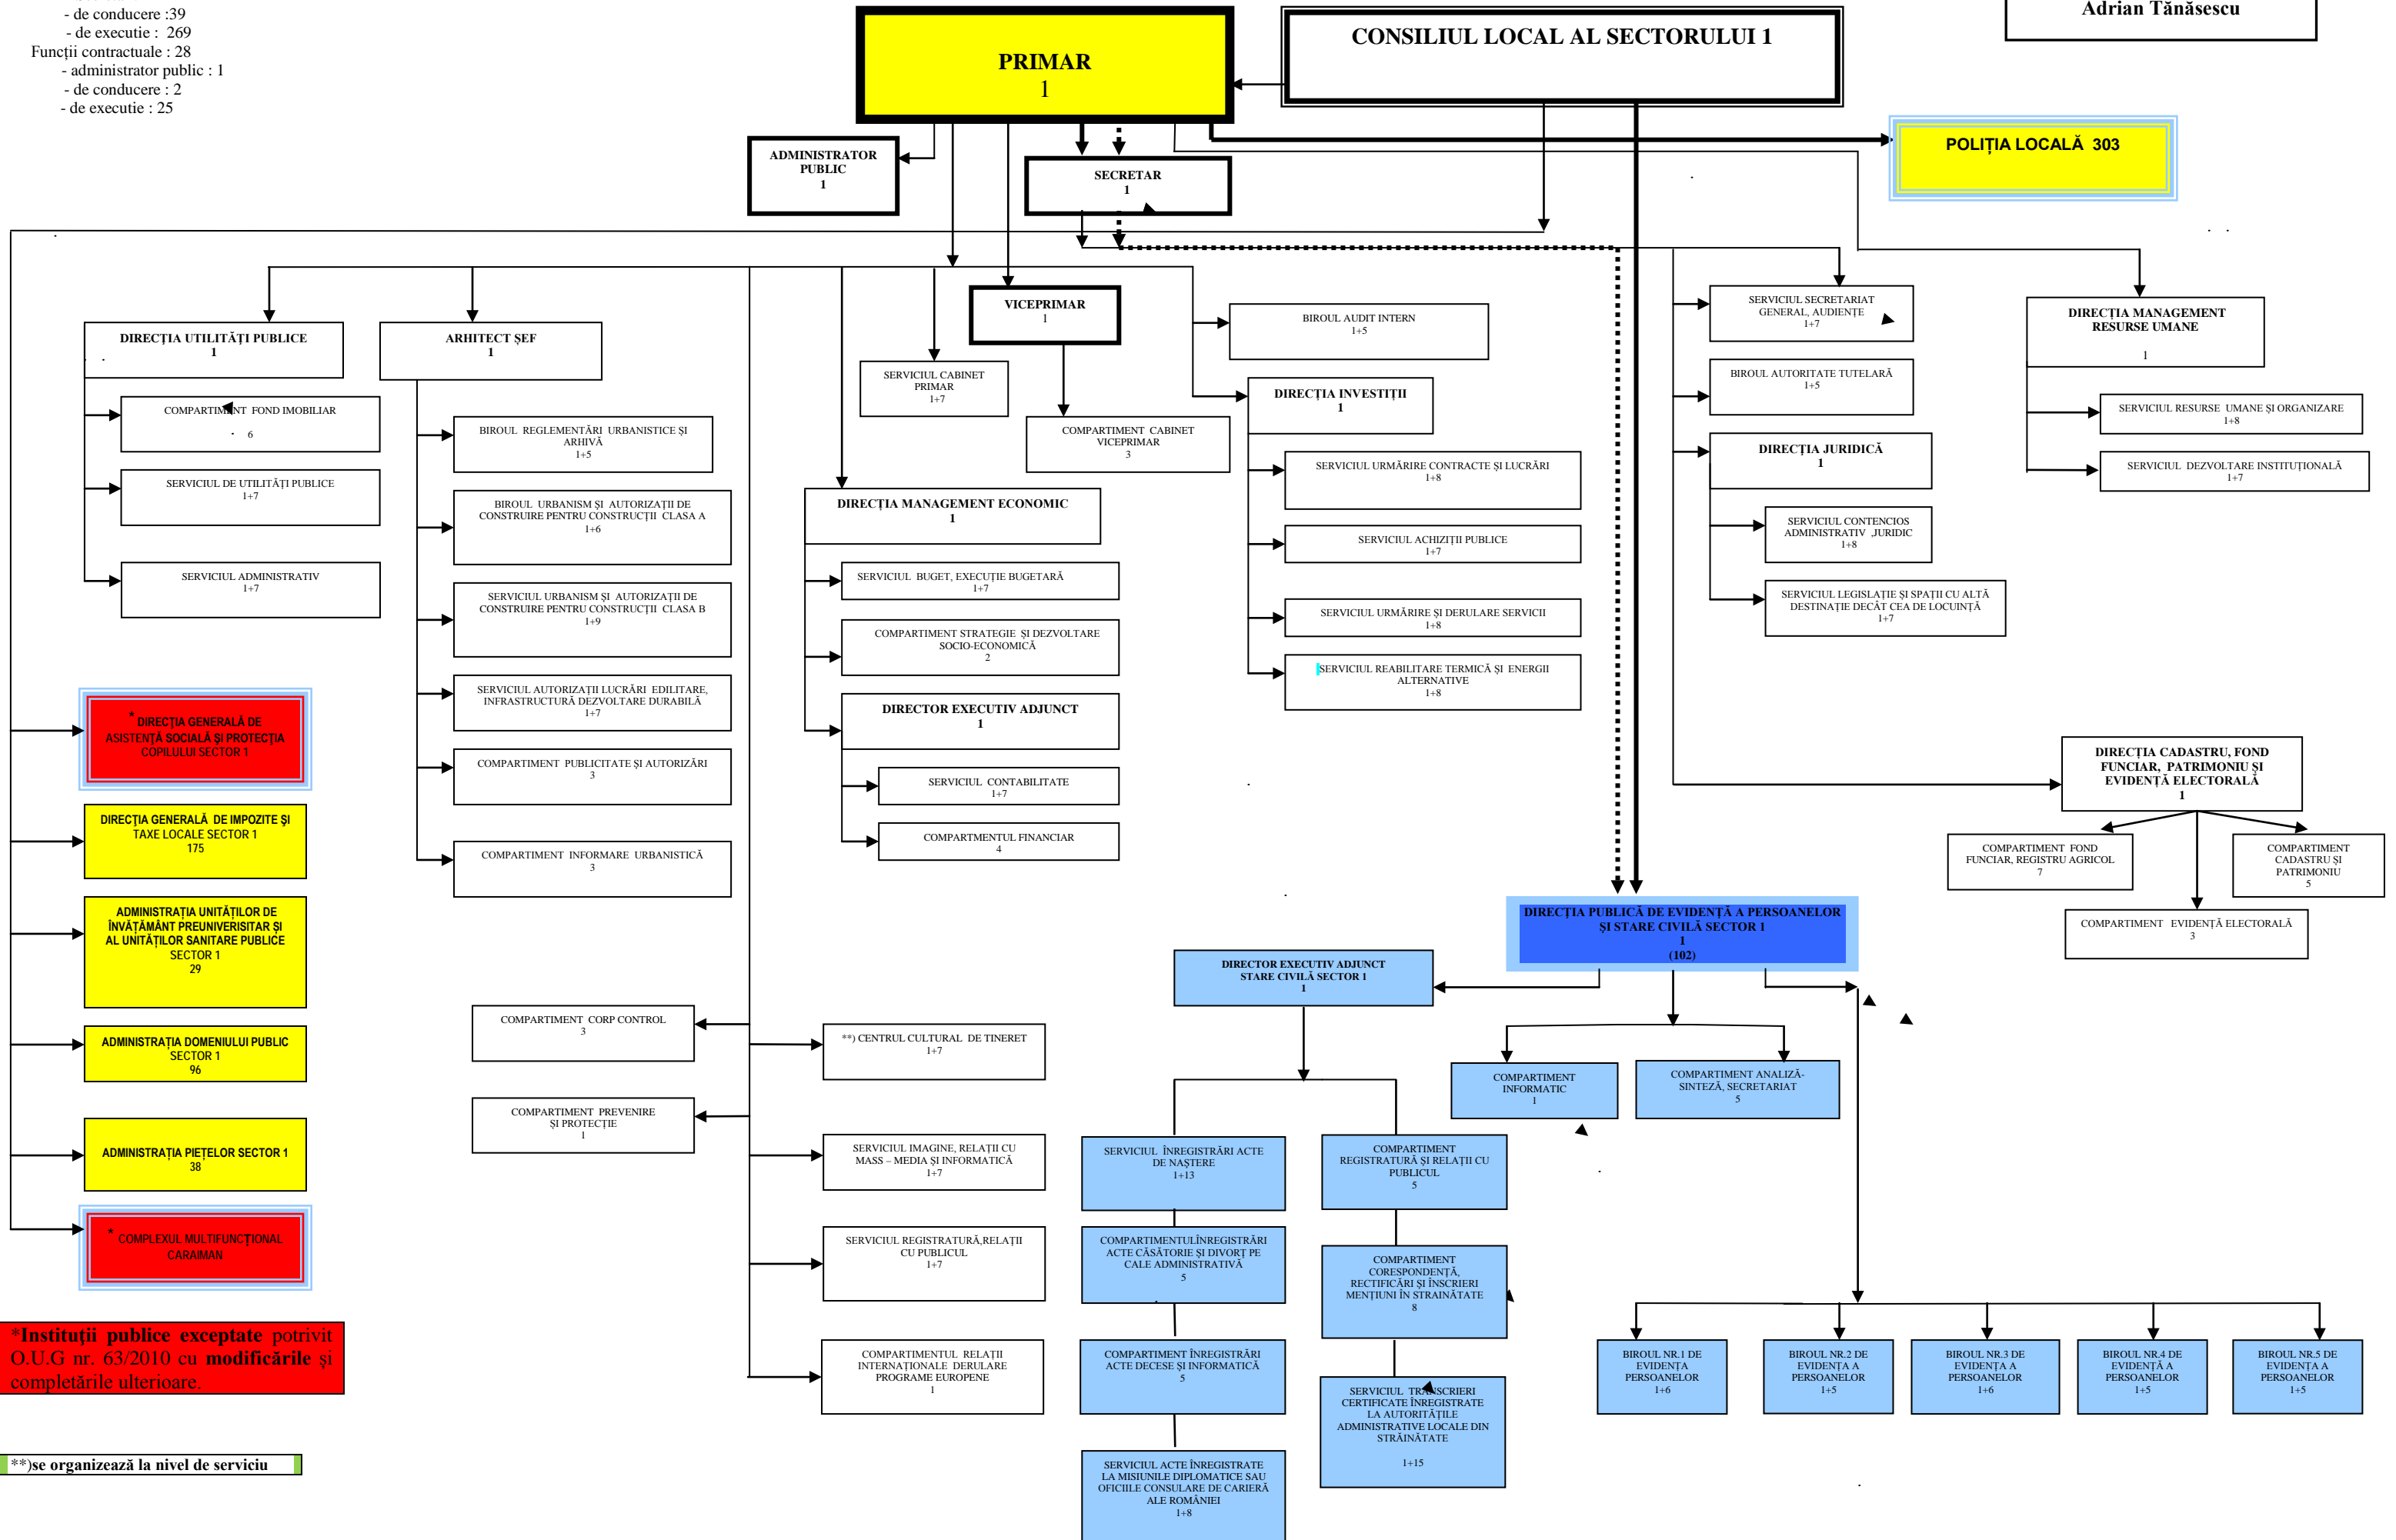 - de conducere :39
- de executie : 269
Funcții contractuale : 28
- administrator public : 1
- de conducere : 2
- de executie : 25
PRIMAR
1
CONSILIUL LOCAL AL SECTORULUI 1
Adrian Tănăsescu
ADMINISTRATOR
PUBLIC
1
SECRETAR
1
POLIȚIA LOCALĂ 303
VICEPRIMAR
1
DIRECȚIA UTILITĂȚI PUBLICE
1
COMPARTIMENT FOND IMOBILIAR
6
SERVICIUL DE UTILITĂȚI PUBLICE
1+7
SERVICIUL ADMINISTRATIV
1+7
ARHITECT ȘEF
1
BIROUL REGLEMENTĂRI URBANISTICE ȘI
ARHIVĂ
1+5
BIROUL URBANISM ȘI AUTORIZAȚII DE
CONSTRUIRE PENTRU CONSTRUCȚII CLASA A
1+6
SERVICIUL URBANISM ȘI AUTORIZAȚII DE
CONSTRUIRE PENTRU CONSTRUCȚII CLASA B
1+9
SERVICIUL AUTORIZAȚII LUCRĂRI EDILITARE,
INFRASTRUCTURĂ DEZVOLTARE DURABILĂ
1+7
COMPARTIMENT PUBLICITATE ȘI AUTORIZĂRI
3
COMPARTIMENT INFORMARE URBANISTICĂ
3
SERVICIUL CABINET
PRIMAR
1+7
COMPARTIMENT CABINET
VICEPRIMAR
3
DIRECȚIA MANAGEMENT ECONOMIC
1
SERVICIUL BUGET, EXECUȚIE BUGETARĂ
1+7
COMPARTIMENT STRATEGIE ȘI DEZVOLTARE
SOCIO-ECONOMICĂ
2
DIRECTOR EXECUTIV ADJUNCT
1
SERVICIUL CONTABILITATE
1+7
COMPARTMENTUL FINANCIAR
4
BIROUL AUDIT INTERN
1+5
DIRECȚIA INVESTIȚII
1
SERVICIUL URMĂRIRE CONTRACTE ȘI LUCRĂRI
1+8
SERVICIUL ACHIZIȚII PUBLICE
1+7
SERVICIUL URMĂRIRE ȘI DERULARE SERVICII
1+8
SERVICIUL REABILITARE TERMICĂ ȘI ENERGII
ALTERNATIVE
1+8
SERVICIUL SECRETARIAT
GENERAL, AUDIENȚE
1+7
BIROUL AUTORITATE TUTELARĂ
1+5
DIRECȚIA JURIDICĂ
1
SERVICIUL CONTENCIOS
ADMINISTRATIV ,JURIDIC
1+8
SERVICIUL LEGISLAȚIE ȘI SPAȚII CU ALTĂ
DESTINAȚIE DECÂT CEA DE LOCUINȚĂ
1+7
DIRECȚIA MANAGEMENT
RESURSE UMANE
1
SERVICIUL RESURSE UMANE ȘI ORGANIZARE
1+8
SERVICIUL DEZVOLTARE INSTITUȚIONALĂ
1+7
DIRECȚIA CADASTRU, FOND
FUNCIAR, PATRIMONIU ȘI
EVIDENȚĂ ELECTORALĂ
1
COMPARTIMENT FOND
FUNCIAR, REGISTRU AGRICOL
7
COMPARTIMENT
CADASTRU ȘI
PATRIMONIU
5
COMPARTIMENT EVIDENȚĂ ELECTORALĂ
3
* DIRECȚIA GENERALĂ DE
ASISTENȚĂ SOCIALĂ ȘI PROTECȚIA
COPILULUI SECTOR 1
DIRECȚIA GENERALĂ DE IMPOZITE ȘI
TAXE LOCALE SECTOR 1
175
ADMINISTRAȚIA UNITĂȚILOR DE
ÎNVĂȚĂMÂNT PREUNIVERISITAR ȘI
AL UNITĂȚILOR SANITARE PUBLICE
SECTOR 1
29
ADMINISTRAȚIA DOMENIULUI PUBLIC
SECTOR 1
96
ADMINISTRAȚIA PIEȚELOR SECTOR 1
38
* COMPLEXUL MULTIFUNCȚIONAL
CARAIMAN
*Instituții publice exceptate potrivit
O.U.G nr. 63/2010 cu modificările și
completările ulterioare.
**)se organizează la nivel de serviciu
COMPARTIMENT CORP CONTROL
3
COMPARTIMENT PREVENIRE
ȘI PROTECȚIE
1
**) CENTRUL CULTURAL DE TINERET
1+7
SERVICIUL IMAGINE, RELAȚII CU
MASS – MEDIA ȘI INFORMATICĂ
1+7
SERVICIUL REGISTRATURĂ,RELAȚII
CU PUBLICUL
1+7
COMPARTIMENTUL RELAȚII
INTERNAȚIONALE DERULARE
PROGRAME EUROPENE
1
DIRECȚIA PUBLICĂ DE EVIDENȚĂ A PERSOANELOR
ȘI STARE CIVILĂ SECTOR 1
1
(102)
DIRECTOR EXECUTIV ADJUNCT
STARE CIVILĂ SECTOR 1
1
COMPARTIMENT
INFORMATIC
1
COMPARTIMENT ANALIZĂ-
SINTEZĂ, SECRETARIAT
5
SERVICIUL ÎNREGISTRĂRI ACTE
DE NAȘTERE
1+13
COMPARTIMENTULÎNREGISTRĂRI
ACTE CĂSĂTORIE ȘI DIVORȚ PE
CALE ADMINISTRATIVĂ
5
COMPARTIMENT ÎNREGISTRĂRI
ACTE DECESE ȘI INFORMATICĂ
5
SERVICIUL ACTE ÎNREGISTRATE
LA MISIUNILE DIPLOMATICE SAU
OFICIILE CONSULARE DE CARIERĂ
ALE ROMÂNIEI
1+8
COMPARTIMENT
REGISTRATURĂ ȘI RELAȚII CU
PUBLICUL
5
COMPARTIMENT
CORESPONDENȚĂ,
RECTIFICĂRI ȘI ÎNSCRIERI
MENȚIUNI ÎN STRAINĂTATE
8
SERVICIUL TRANSCRIERI
CERTIFICATE ÎNREGISTRATE
LA AUTORITĂȚILE
ADMINISTRATIVE LOCALE DIN
STRĂINĂTATE
1+15
BIROUL NR.1 DE
EVIDENȚA
PERSOANELOR
1+6
BIROUL NR.2 DE
EVIDENȚA A
PERSOANELOR
1+5
BIROUL NR.3 DE
EVIDENȚA A
PERSOANELOR
1+6
BIROUL NR.4 DE
EVIDENȚĂ A
PERSOANELOR
1+5
BIROUL NR.5 DE
EVIDENȚA A
PERSOANELOR
1+5